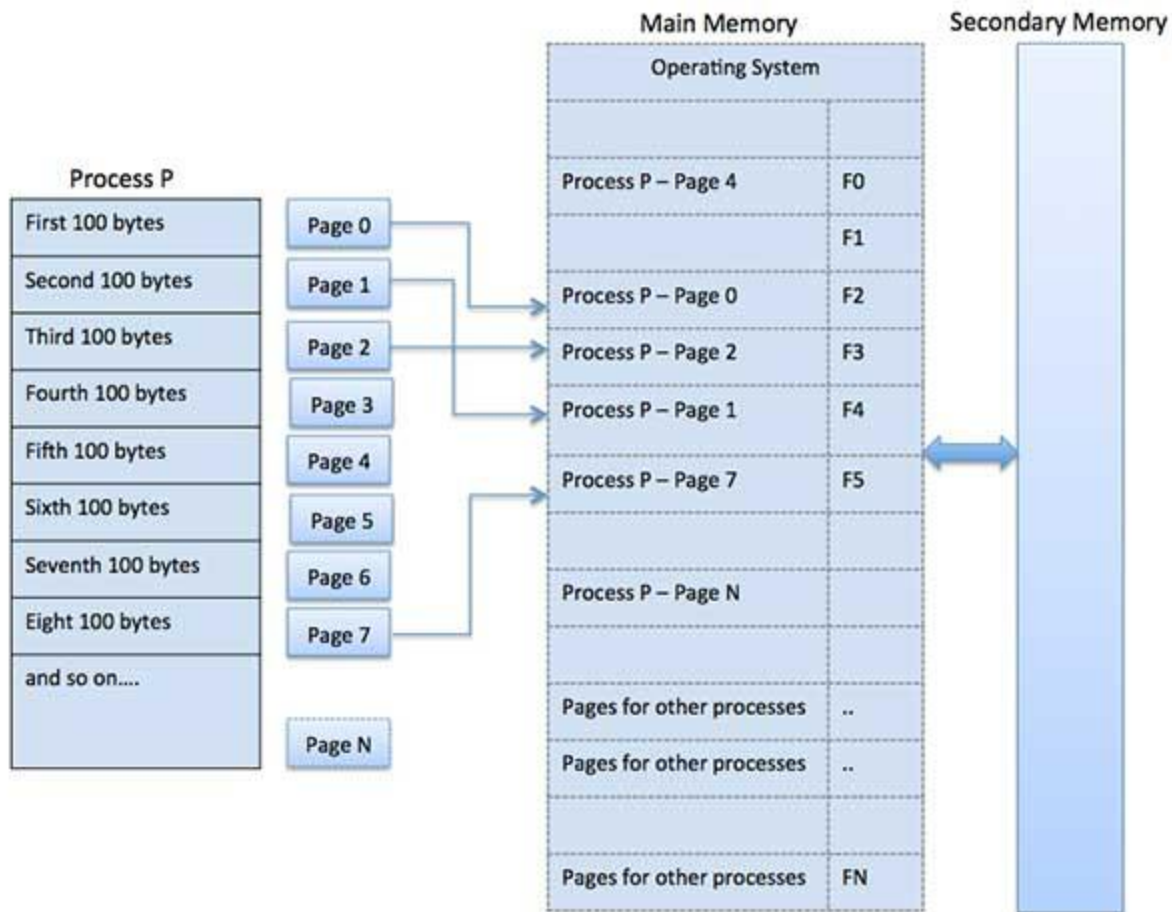 Main Memory
Secondary Memory
Operating System
Process P – Page 4 F0
F1
Process P – Page 0 F2
Process P – Page 2 F3
Process P – Page 1 F4
Process P – Page 7 F5
Process P – Page N
Pages for other processes ..
Pages for other processes ..
Pages for other processes FN
Process P
First 100 bytes
Second 100 bytes
Third 100 bytes
Fourth 100 bytes
Fifth 100 bytes
Sixth 100 bytes
Seventh 100 bytes
Eight 100 bytes
and so on....
Page 0
Page 1
Page 2
Page 3
Page 4
Page 5
Page 6
Page 7
Page N